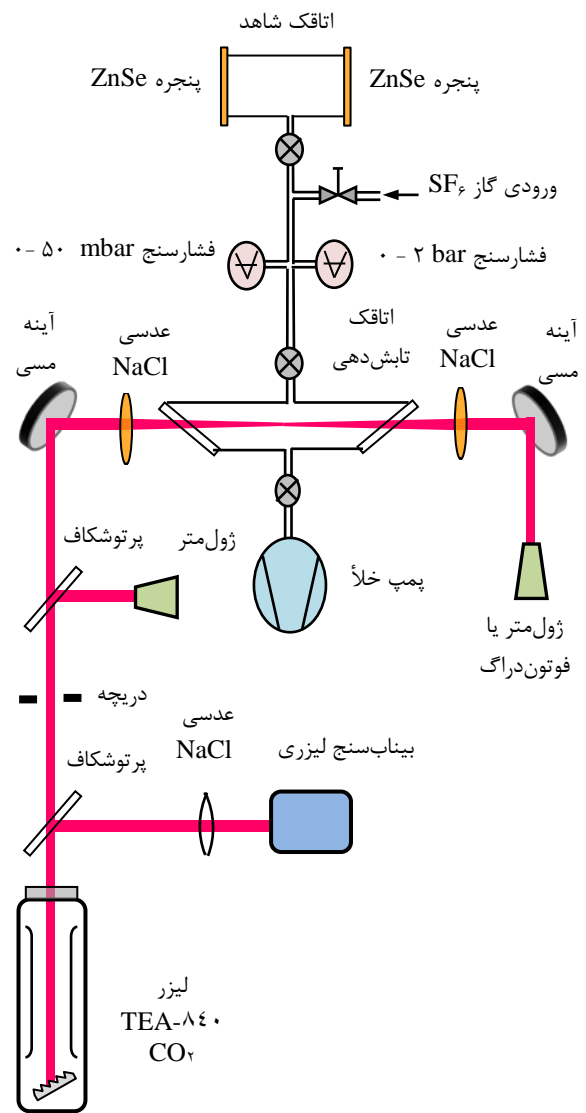 اتاقک شاهد
پنجره ZnSe
پنجره ZnSe
ورودی گاز SF۶
فشارسنج ۰ - ۵۰ mbar
فشارسنج ۰ - ۲ bar
آینه
مسی
عدسی
NaCl
اتاقک
تابش‌دهی
عدسی
NaCl
آینه
مسی
پرتوشکاف
ژول‌متر
پمپ خلأ
ژول‌متر یا
فوتون‌دراگ
دریچه
پرتوشکاف
عدسی
NaCl
بیناب‌سنج لیزری
لیزر
TEA-۸۴۰
CO۲